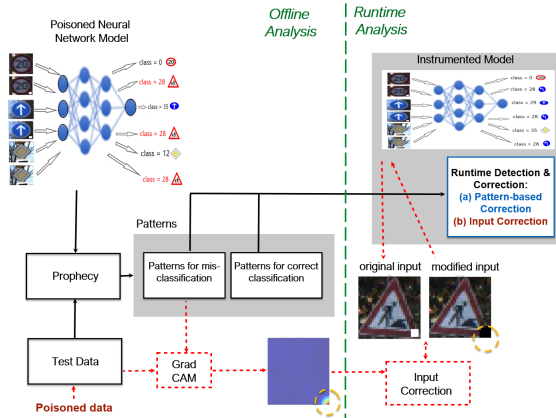 Poisoned Neural
Network Model
Offline
Analysis
Runtime
Analysis
class = 0
20
class = 28
class = 35
class = 28
class = 12
class = 28
20
20
Instrumented Model
class = 0
class = 28
class = 29
class = 28
class = 35
class = 28
Runtime Detection &
Correction:
(a) Pattern-based
Correction
(b) Input Correction
Patterns
Prophecy
Patterns for mis-
classification
Patterns for correct
classification
original input
modified input
Test Data
Grad
CAM
Input
Correction
Poisoned data